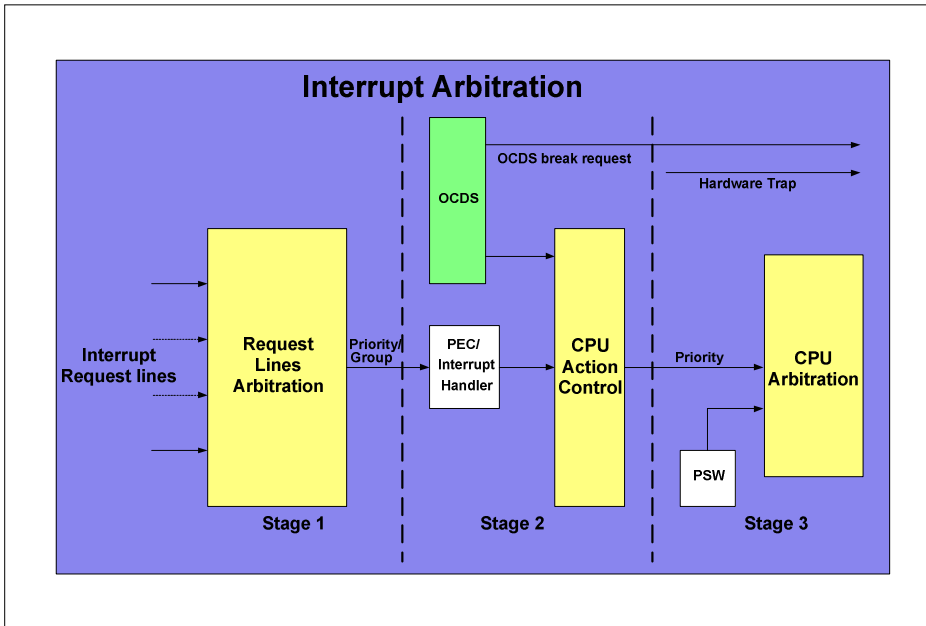 Interrupt Arbitration
OCDS break request
Hardware Trap
OCDS
Interrupt
Request lines
Request
Lines
Arbitration
Priority/
Group
PEC/
Interrupt
Handler
CPU
Action
Control
Priority
CPU
Arbitration
PSW
Stage 1
Stage 2
Stage 3